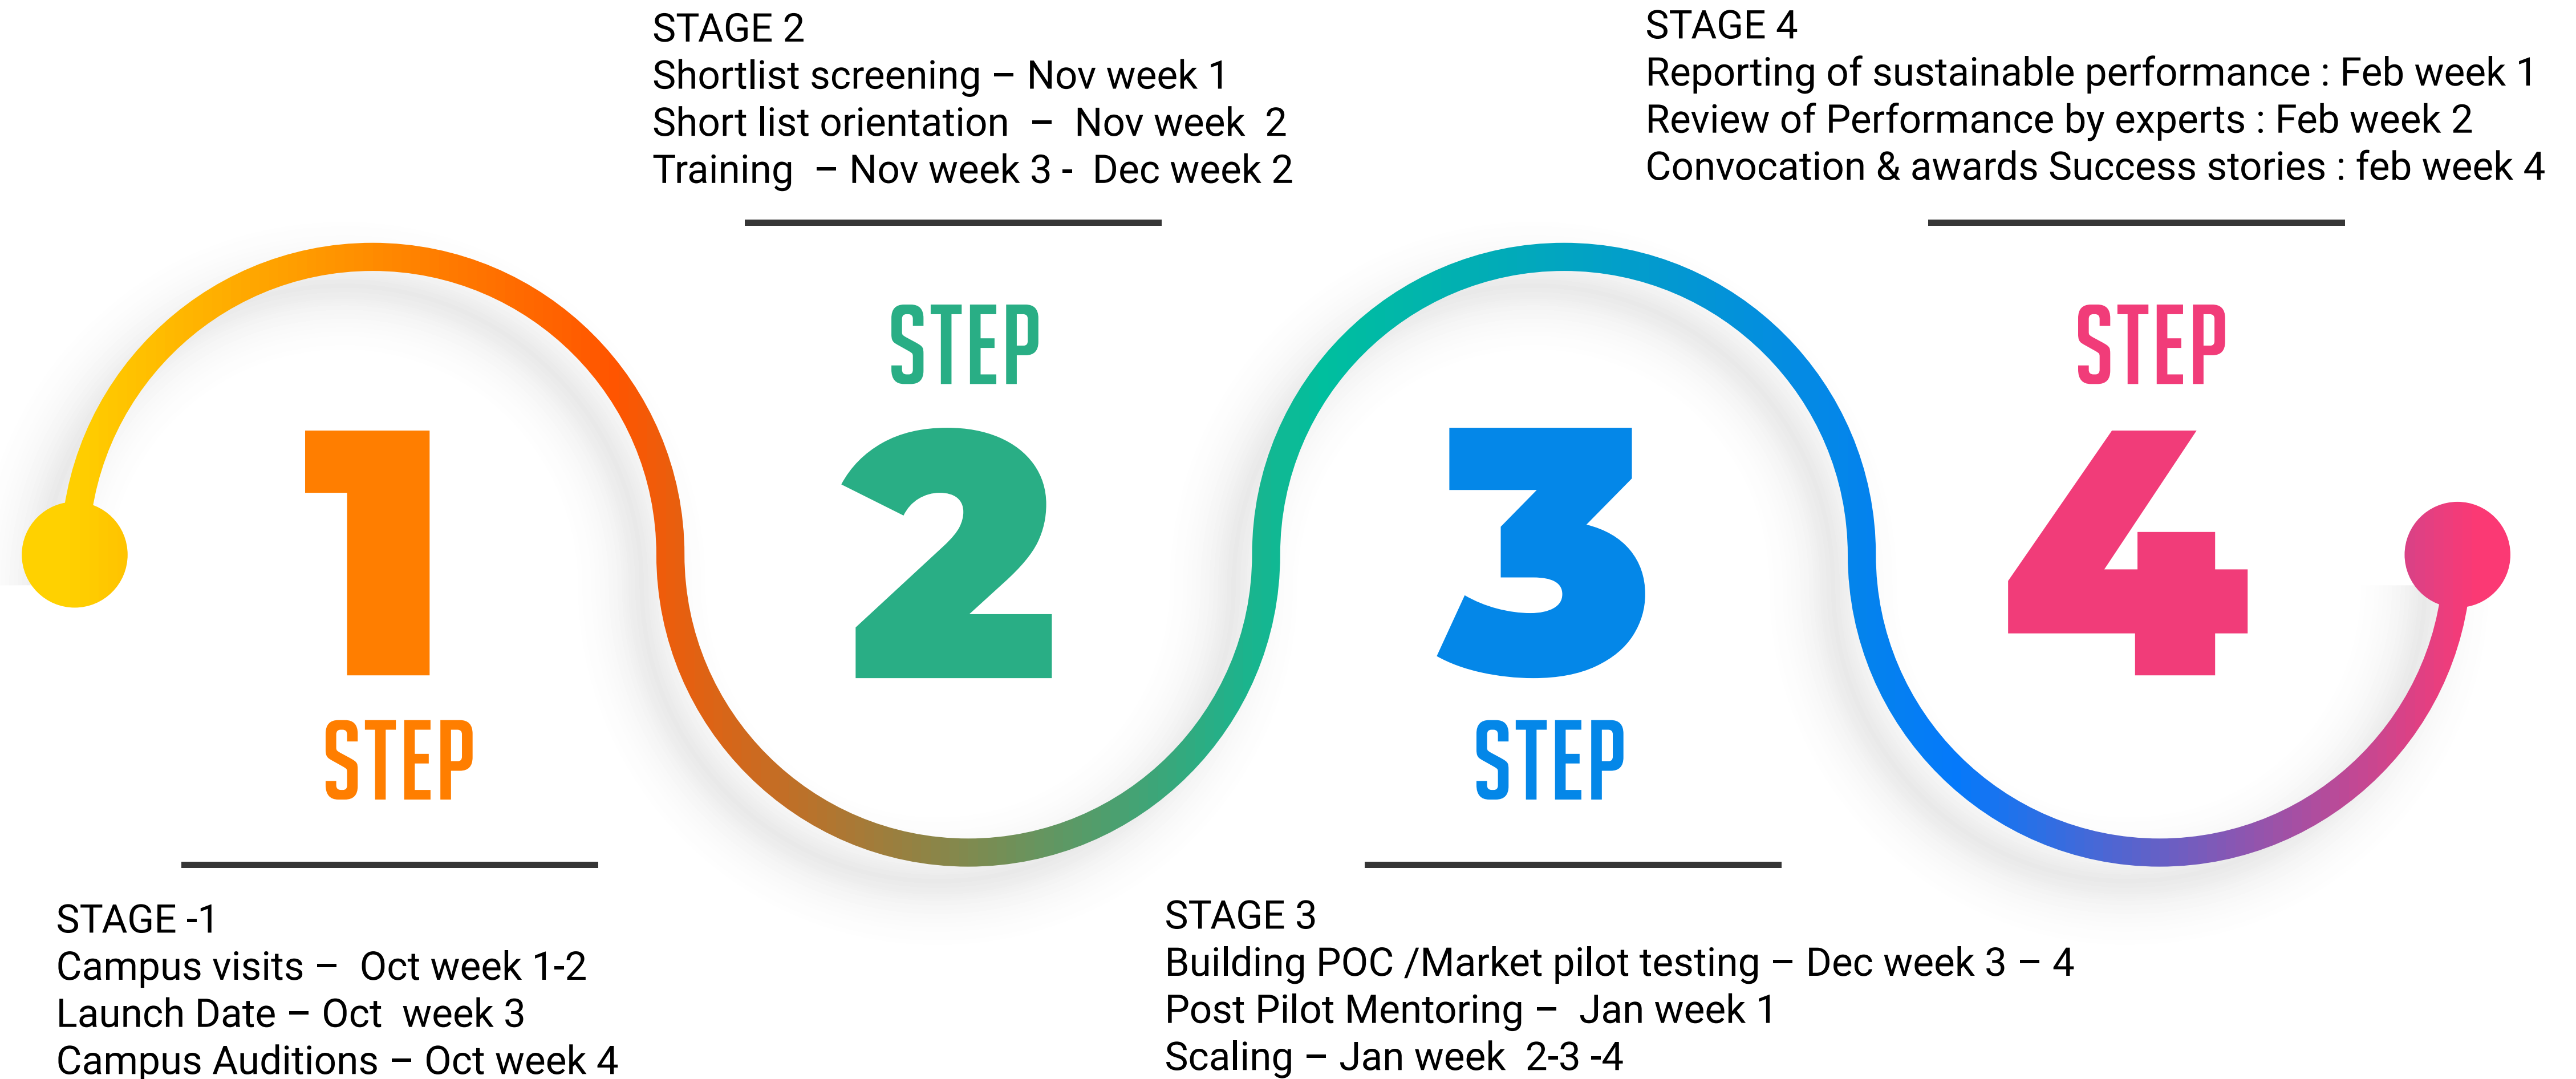 STAGE -1
Campus visits – Oct week 1-2
Launch Date – Oct week 3
Campus Auditions – Oct week 4
1
STEP
STAGE 2
Shortlist screening – Nov week 1
Short list orientation – Nov week 2
Training – Nov week 3 - Dec week 2
STEP
2
3
STEP
STAGE 3
Building POC /Market pilot testing – Dec week 3 – 4
Post Pilot Mentoring – Jan week 1
Scaling – Jan week 2-3 -4
STAGE 4
Reporting of sustainable performance : Feb week 1
Review of Performance by experts : Feb week 2
Convocation & awards Success stories : feb week 4
STEP
4